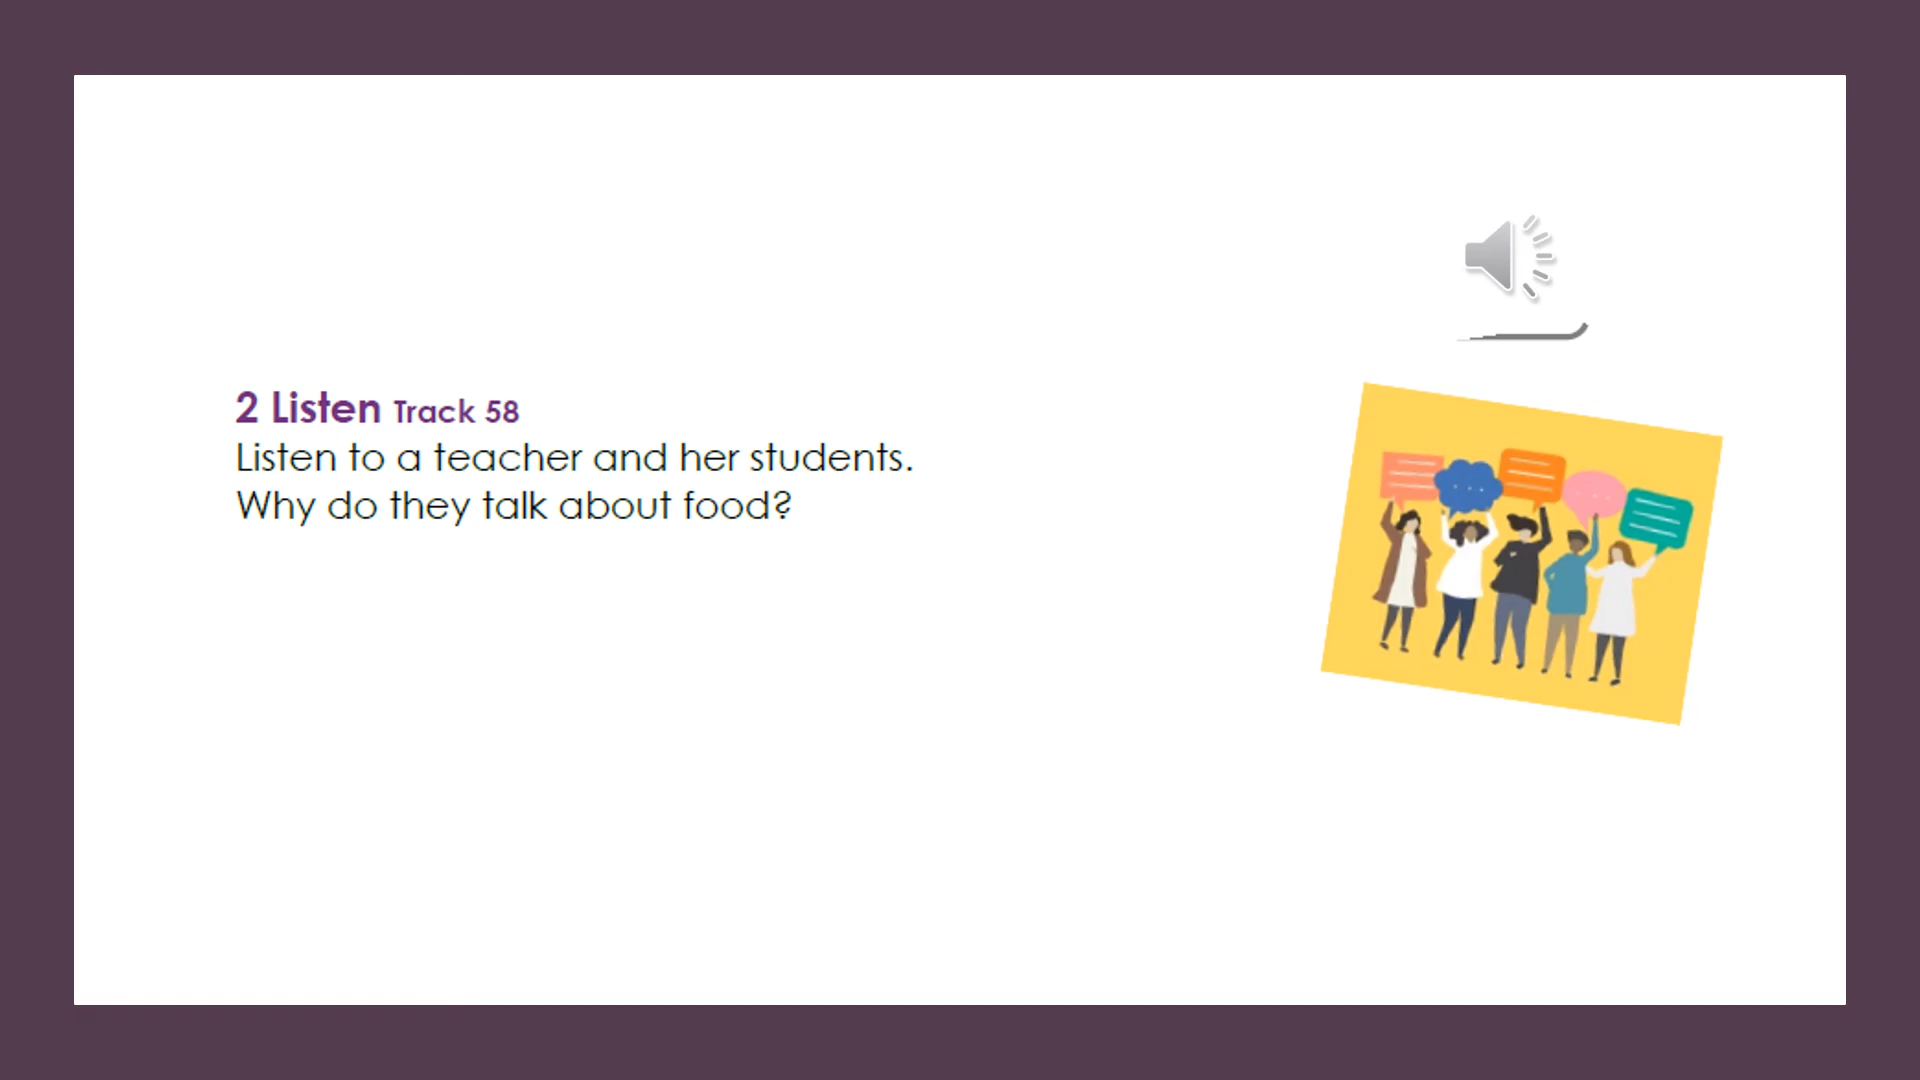 2 Listen Track 58
Listen to a teacher and her students.
Why do they talk about food?